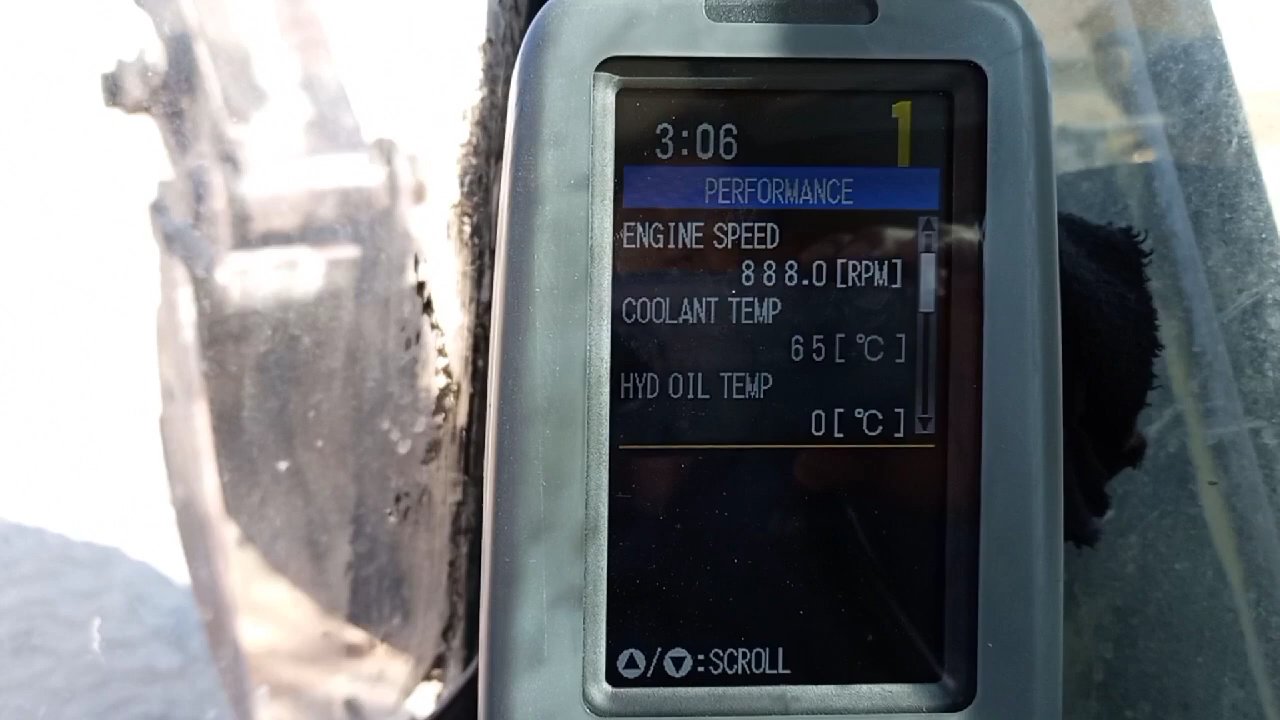 3:06 1
PERFORMANCE
ENGINE SPEED
888.0[RPM]
COOLANT TEMP
65[℃]
HYD OIL TEMP
0[℃]
/ :SCROLL